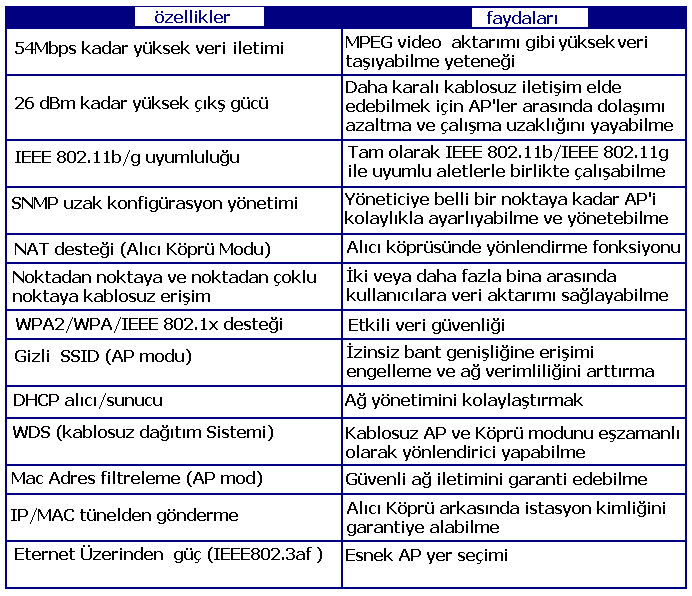 özellikler faydaları
54Mbps kadar yüksek veri iletimi
MPEG video aktarımı gibi yüksek veri
taşıyabilme yeteneği
26 dBm kadar yüksek çıkş gücü
Daha karalı kablosuz iletişim elde
edebilmek için AP'ler arasında dolaşımı
azaltma ve çalışma uzaklığını yayabilme
IEEE 802.11b/g uyumluluğu
Tam olarak IEEE 802.11b/IEEE 802.11g
ile uyumlu aletlerle birlikte çalışabilme
SNMP uzak konfigürasyon yönetimi
Yöneticiye belli bir noktaya kadar AP'i
kolaylıkla ayarlıyabilme ve yönetebilme
NAT desteği (Alıcı Köprü Modu)
Alıcı köprüsünde yönlendirme fonksiyonu
Noktadan noktaya ve noktadan çoklu
noktaya kablosuz erişim
İki veya daha fazla bina arasında
kullanıcılara veri aktarımı sağlayabilme
WPA2/WPA/IEEE 802.1x desteği
Etkili veri güvenliği
Gizli SSID (AP modu)
İzinsiz bant genişliğine erişimi
engelleme ve ağ verimliliğini arttırma
DHCP alıcı/sunucu
Ağ yönetimini kolaylaştırmak
WDS (kablosuz dağıtım Sistemi)
Kablosuz AP ve Köprü modunu eşzamanlı
olarak yönlendirici yapabilme
Mac Adres filtreleme (AP mod)
Güvenli ağ iletimini garanti edebilme
IP/MAC tünelden gönderme
Alıcı Köprü arkasında istasyon kimliğini
garantiye alabilme
Eternet Üzerinden güç (IEEE802.3af )
Esnek AP yer seçimi